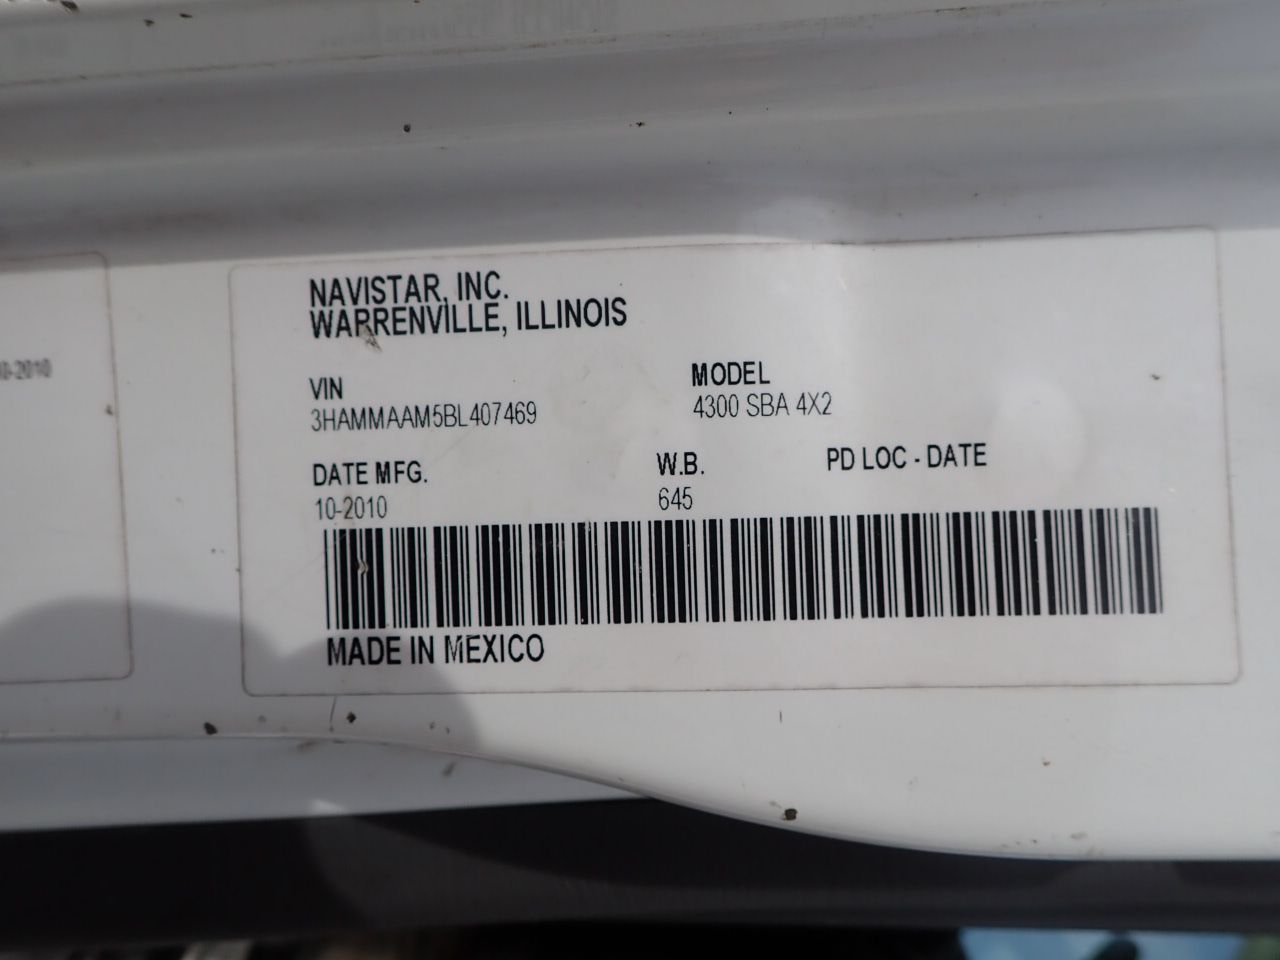 NAVISTAR, INC.
WARRENVILLE, ILLINOIS
VIN
3HAMMAAM5BL407469
MODEL
4300 SBA 4X2
DATE MFG.
10-2010
W.B.
645
PD LOC - DATE
MADE IN MEXICO